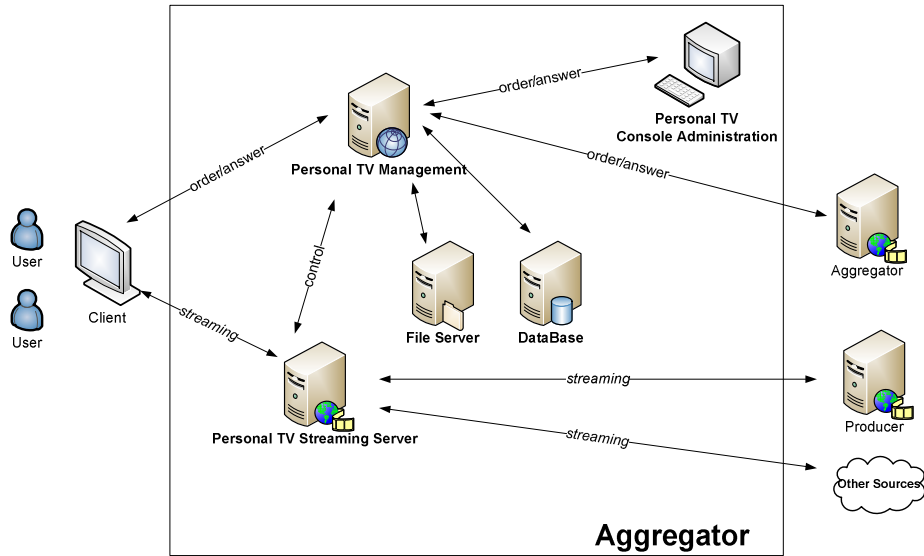 order/answer
Personal TV
Console Administration
order/answer
Personal TV Management
order/answer
User
Client
User
Aggregator
control
streaming
File Server
DataBase
Personal TV Streaming Server
streaming
streaming
Producer
Other Sources
Aggregator